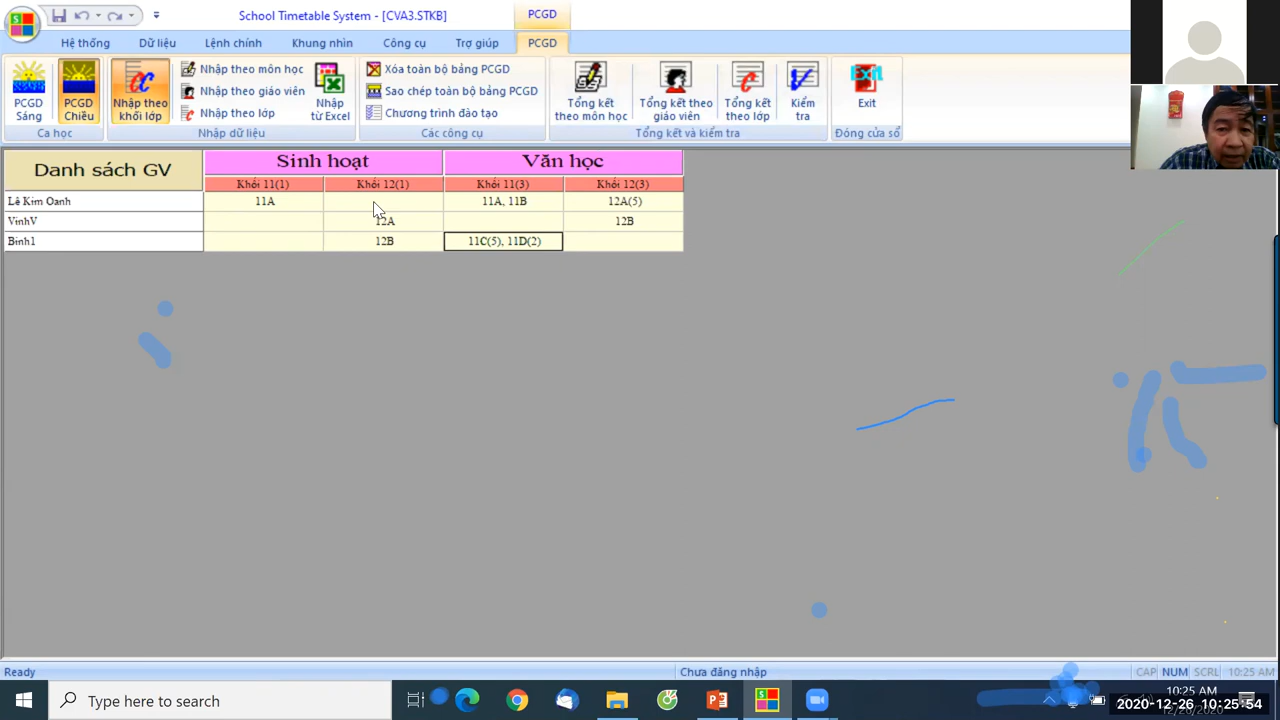 School Timetable System - [CVA3.STKB]
PCGD
Hệ thống
Dữ liệu
Lệnh chính
Khung nhìn
Công cụ
Trợ giúp
PCGD
PCGD Sáng
PCGD Chiều
Nhập theo khối lớp
Nhập theo môn học
Nhập theo giáo viên
Nhập theo lớp
Nhập từ Excel
Xóa toàn bộ bảng PCGD
Sao chép toàn bộ bảng PCGD
Chương trình đào tạo
Tổng kết theo môn học
Tổng kết theo giáo viên
Tổng kết theo lớp
Kiểm tra
Exit
Ca học
Nhập dữ liệu
Các công cụ
Tổng kết và kiểm tra
Đóng cửa sổ
Danh sách GV
Sinh hoạt
Văn học
Khối 11(1)
Khối 12(1)
Khối 11(3)
Khối 12(3)
Lê Kim Oanh 11A 11A, 11B 12A(5)
VinhV 12A 12B
Binh1 12B 11C(5), 11D(2)
Ready
Chưa đăng nhập
CAP NUM SCRL 10:25 AM
Type here to search
10:25 AM
2020-12-26 10:25:54